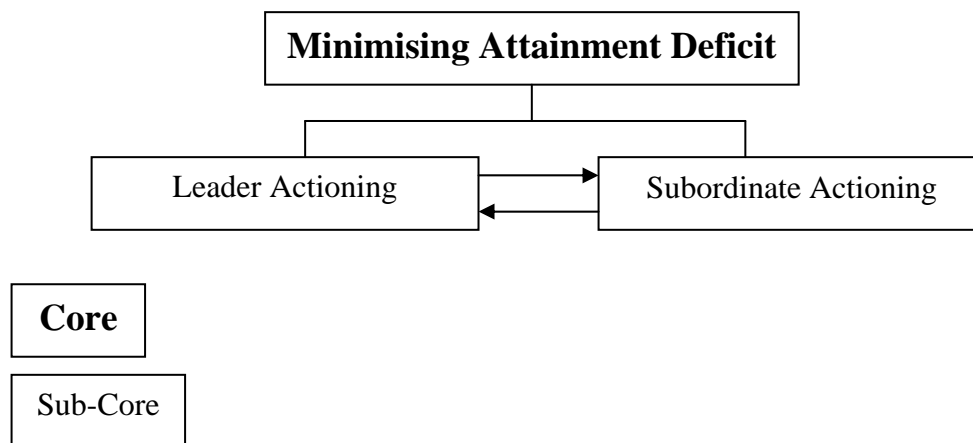 Minimising Attainment Deficit
Leader Actioning
Subordinate Actioning
Core
Sub-Core